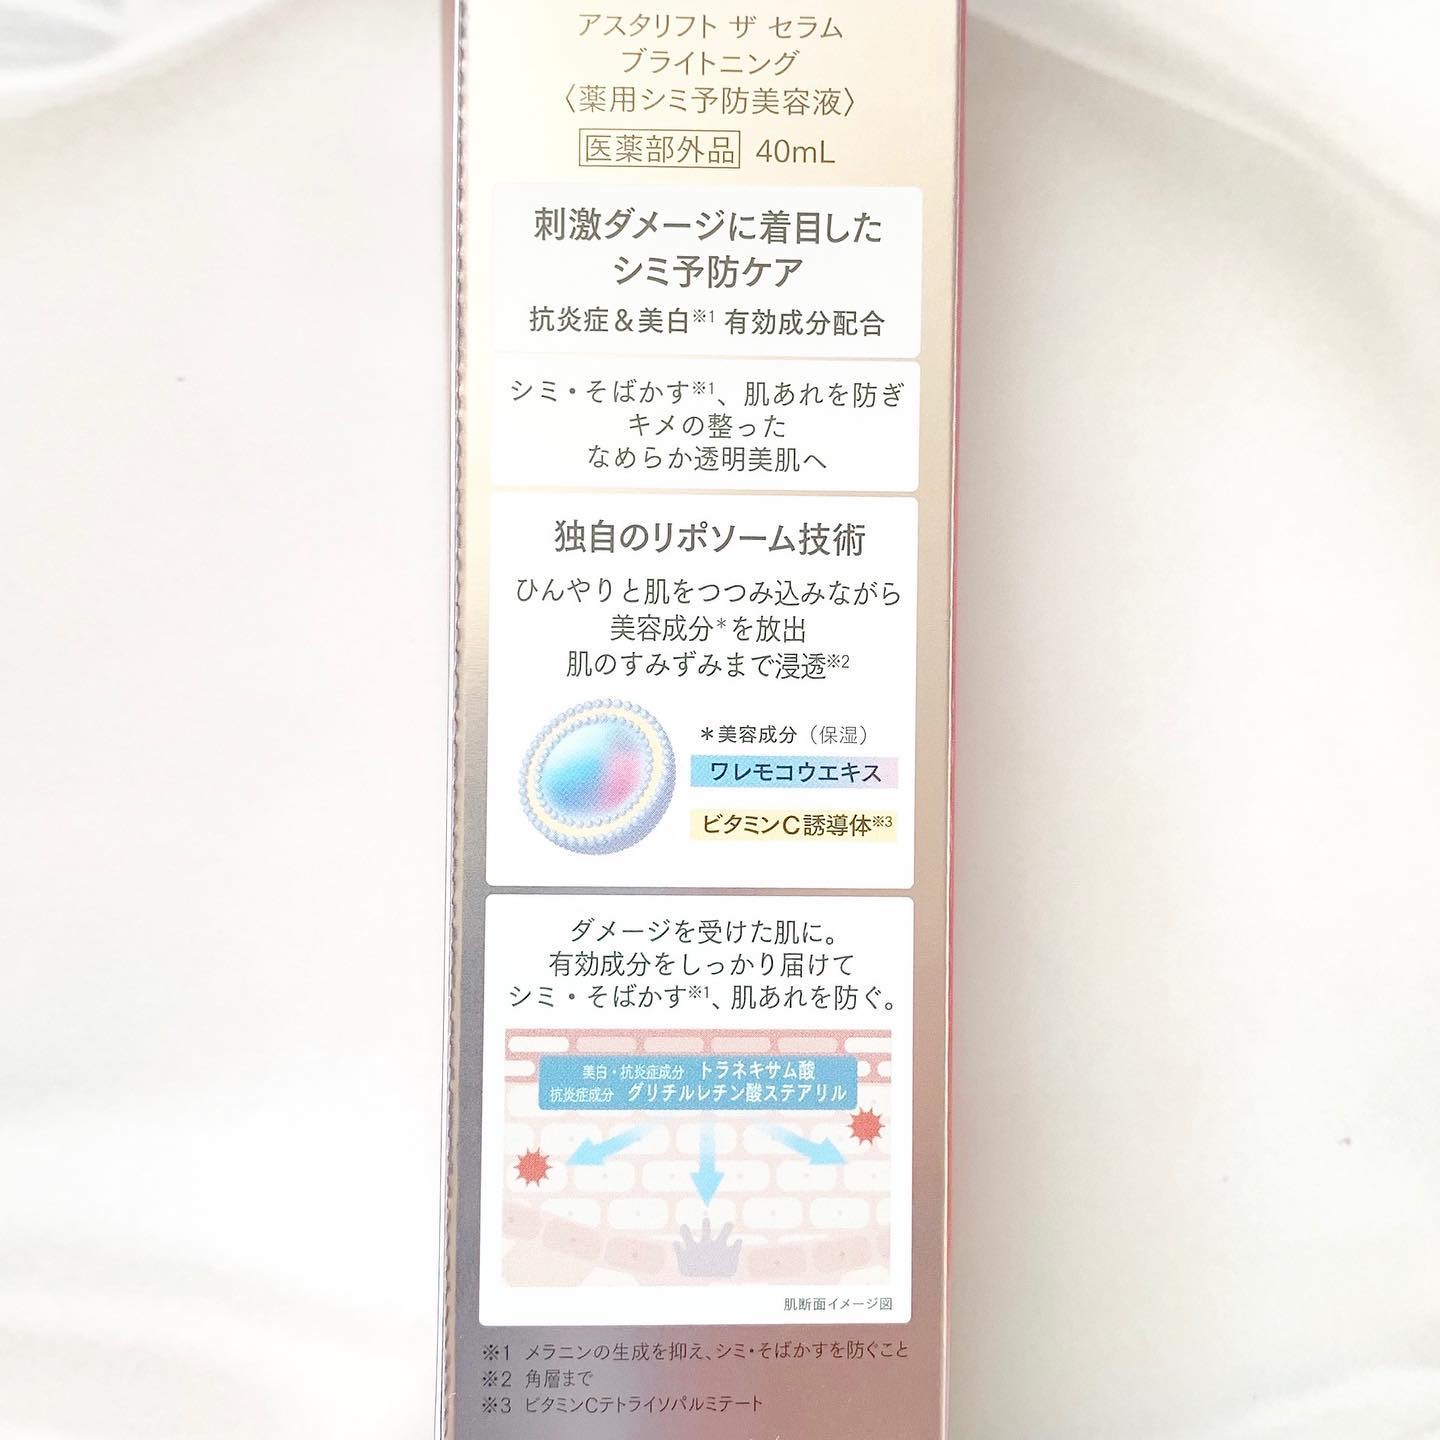 アスタリフト ザ セラム
ブライトニング
〈薬用シミ予防美容液〉
医薬部外品 40mL
刺激ダメージに着目した
シミ予防ケア
抗炎症＆美白※1 有効成分配合
シミ・そばかす※1、肌あれを防ぎ
キメの整った
なめらか透明美肌へ
独自のリポソーム技術
ひんやりと肌をつつみ込みながら
美容成分＊を放出
肌のすみずみまで浸透※2
＊美容成分（保湿）
ワレモコウエキス
ビタミンC誘導体※3
ダメージを受けた肌に。
有効成分をしっかり届けて
シミ・そばかす※1、肌あれを防ぐ。
美白・抗炎症成分 トラネキサム酸
抗炎症成分 グリチルレチン酸ステアリル
肌断面イメージ図
※1 メラニンの生成を抑え、シミ・そばかすを防ぐこと
※2 角層まで
※3 ビタミンCテトライソパルミテート